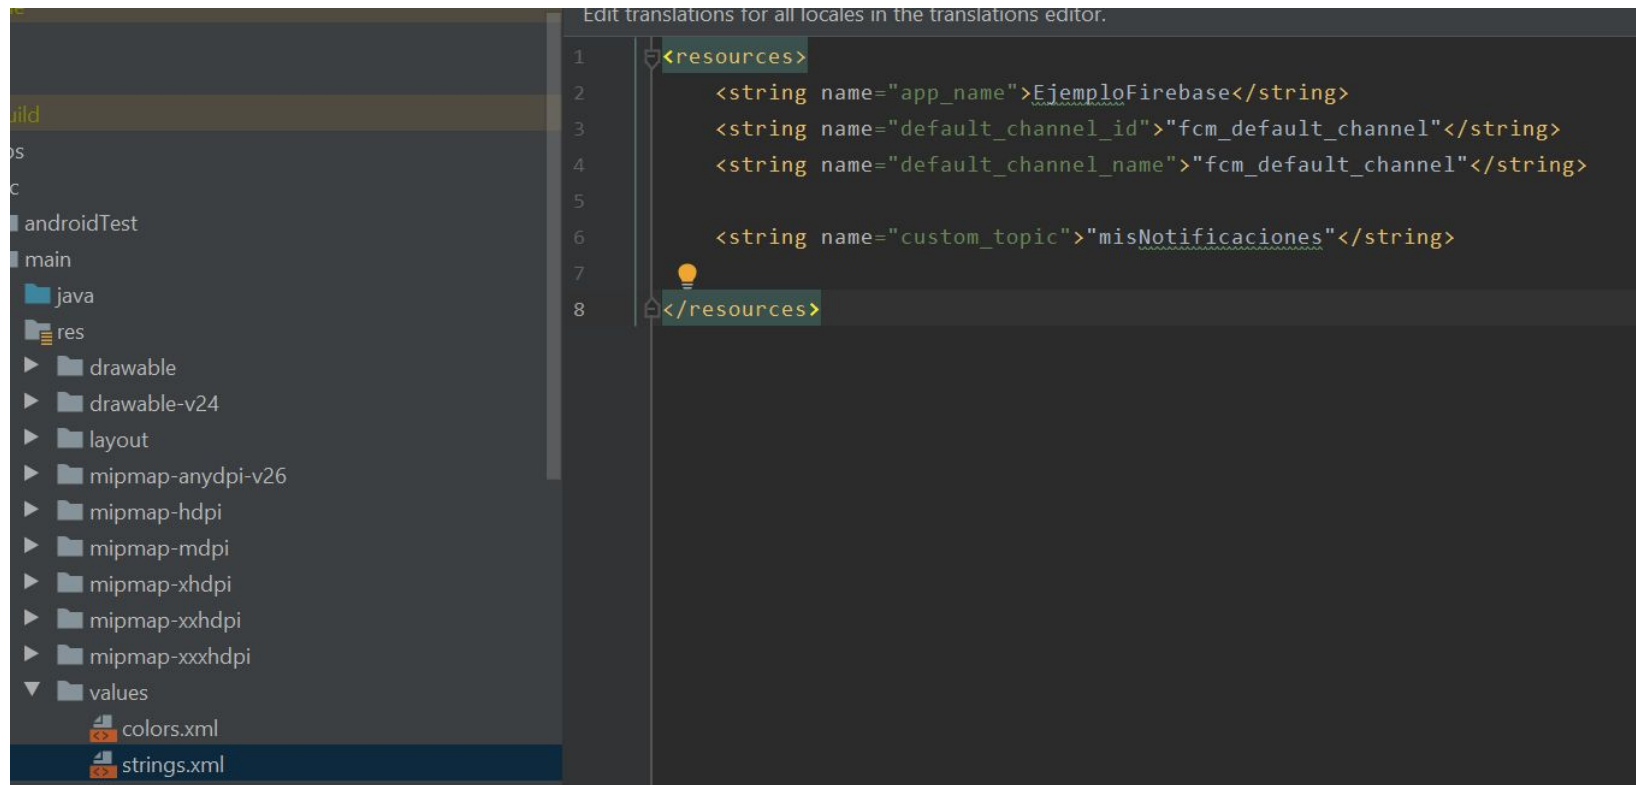 Edit translations for all locales in the translations editor.
1 <resources>
2 <string name="app_name">EjemploFirebase</string>
3 <string name="default_channel_id">"fcm_default_channel"</string>
4 <string name="default_channel_name">"fcm_default_channel"</string>
5
6 <string name="custom_topic">"misNotificaciones"</string>
7
8 </resources>
androidTest
main
java
res
drawable
drawable-v24
layout
mipmap-anydpi-v26
mipmap-hdpi
mipmap-mdpi
mipmap-xhdpi
mipmap-xxhdpi
mipmap-xxxhdpi
values
colors.xml
strings.xml